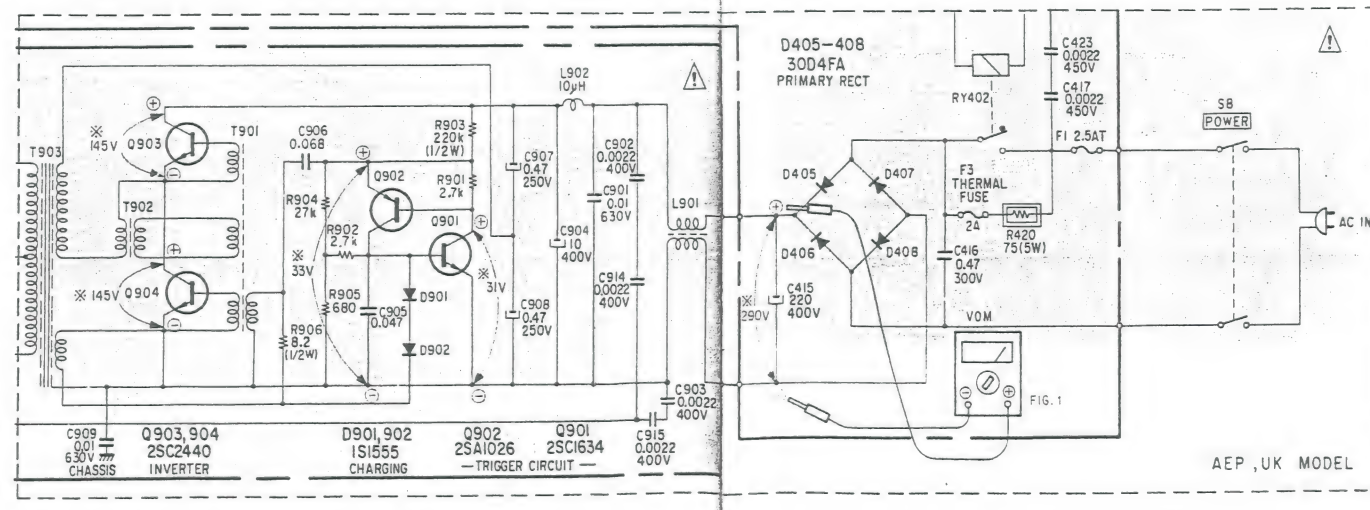 D405-408
30D4FA
PRIMARY RECT
C423
0.0022
450V
C417
0.0022
450V
RY402
F1 2.5AT
S8
POWER
AC IN
F3
THERMAL
FUSE
2A
R420
75(5W)
C416
0.47
300V
D405
D407
D406
D408
C415
220
400V
※
290V
VOM
FIG. 1
AEP, UK MODEL
L902
10μH
T903
※
145V
Q903
T901
T902
※ 145V
Q904
C906
0.068
R903
220k
(1/2W)
R901
2.7k
Q902
R904
27k
R902
2.7k
Q901
※
33V
※
31V
R905
680
C905
0.047
D901
D902
R906
8.2
(1/2W)
C907
0.47
250V
C908
0.47
250V
C904
10
400V
C902
0.0022
400V
C901
0.01
630V
C914
0.0022
400V
L901
C903
0.0022
400V
C915
0.0022
400V
C909
0.01
630V
CHASSIS
Q903, 904
2SC2440
INVERTER
D901, 902
1S1555
CHARGING
Q902
2SA1026
Q901
2SC1634
— TRIGGER CIRCUIT —